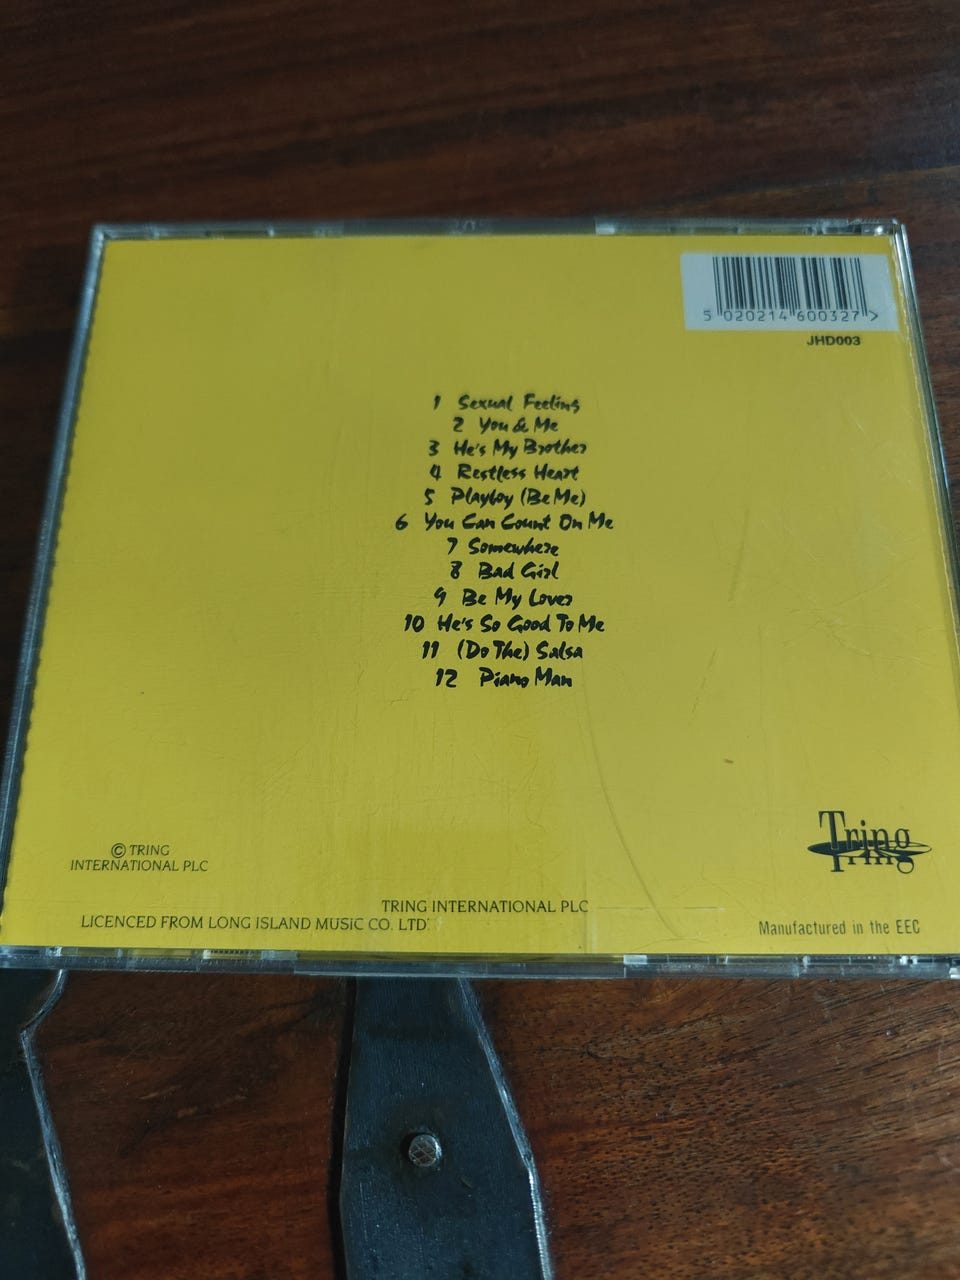 5 020214 600327 >
JHD003
1 Sexual Feeling
2 You & Me
3 He's My Brother
4 Restless Heart
5 Playboy (Be Me)
6 You Can Count On Me
7 Somewhere
8 Bad Girl
9 Be My Lover
10 He's So Good To Me
11 (Do The) Salsa
12 Piano Man
Tring
© TRING
INTERNATIONAL PLC
TRING INTERNATIONAL PLC
LICENCED FROM LONG ISLAND MUSIC CO. LTD.
Manufactured in the EEC